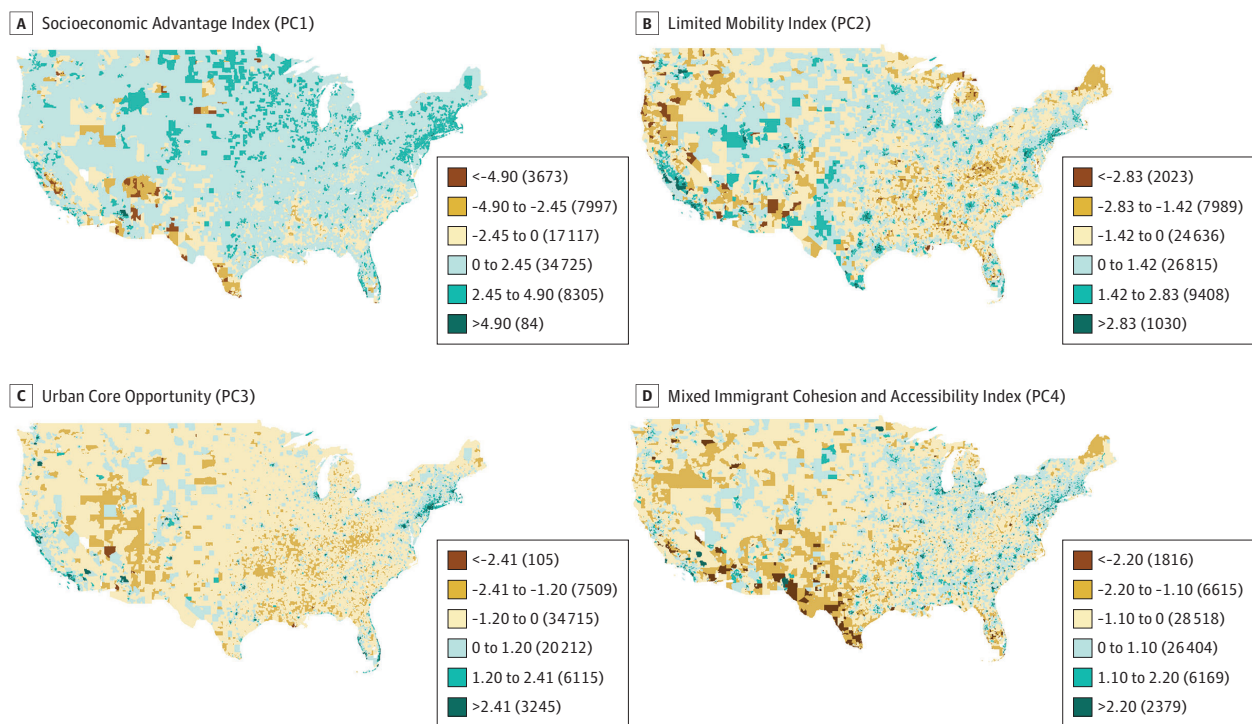 A Socioeconomic Advantage Index (PC1)
<-4.90 (3673)
-4.90 to -2.45 (7997)
-2.45 to 0 (17 117)
0 to 2.45 (34 725)
2.45 to 4.90 (8305)
>4.90 (84)
B Limited Mobility Index (PC2)
<-2.83 (2023)
-2.83 to -1.42 (7989)
-1.42 to 0 (24 636)
0 to 1.42 (26 815)
1.42 to 2.83 (9408)
>2.83 (1030)
C Urban Core Opportunity (PC3)
<-2.41 (105)
-2.41 to -1.20 (7509)
-1.20 to 0 (34 715)
0 to 1.20 (20 212)
1.20 to 2.41 (6115)
>2.41 (3245)
D Mixed Immigrant Cohesion and Accessibility Index (PC4)
<-2.20 (1816)
-2.20 to -1.10 (6615)
-1.10 to 0 (28 518)
0 to 1.10 (26 404)
1.10 to 2.20 (6169)
>2.20 (2379)